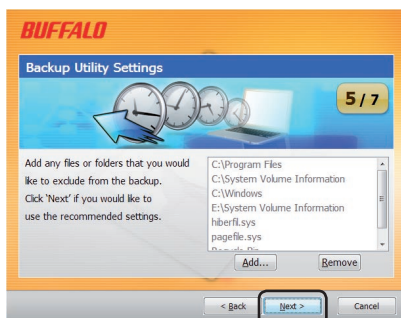 BUFFALO
Backup Utility Settings
5 / 7
Add any files or folders that you would
like to exclude from the backup.
Click 'Next' if you would like to
use the recommended settings.
C:\Program Files
C:\System Volume Information
C:\Windows
E:\System Volume Information
hiberfil.sys
pagefile.sys
Add...
Remove
< Back
Next >
Cancel